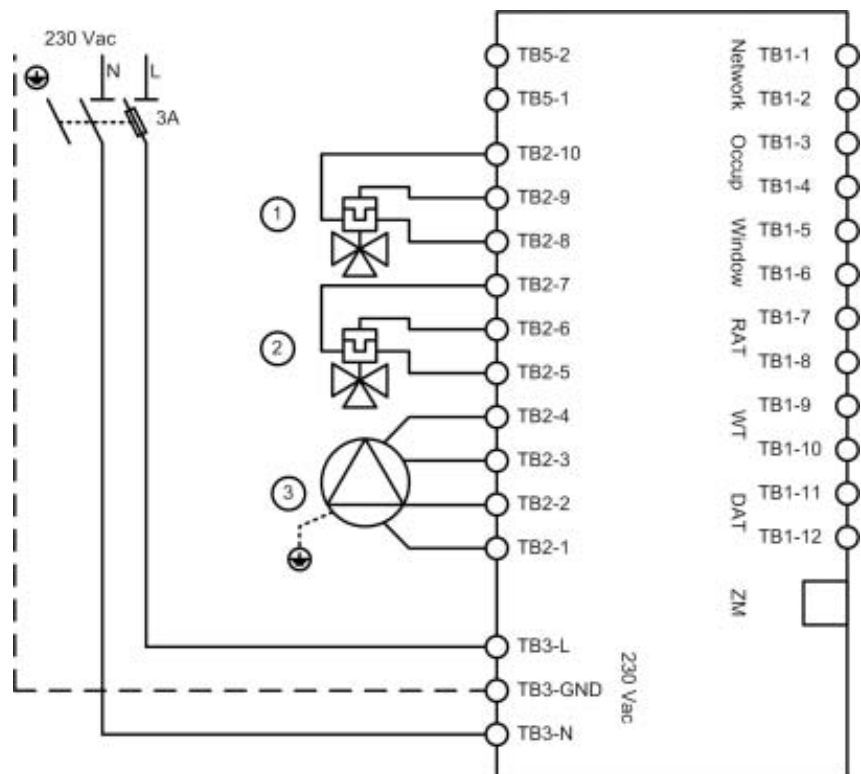 230 Vac
N
L
3A
1
2
3
TB5-2
TB5-1
TB2-10
TB2-9
TB2-8
TB2-7
TB2-6
TB2-5
TB2-4
TB2-3
TB2-2
TB2-1
TB3-L
TB3-GND
TB3-N
230 Vac
Network
Occup
Window
RAT
WT
DAT
ZM
TB1-1
TB1-2
TB1-3
TB1-4
TB1-5
TB1-6
TB1-7
TB1-8
TB1-9
TB1-10
TB1-11
TB1-12